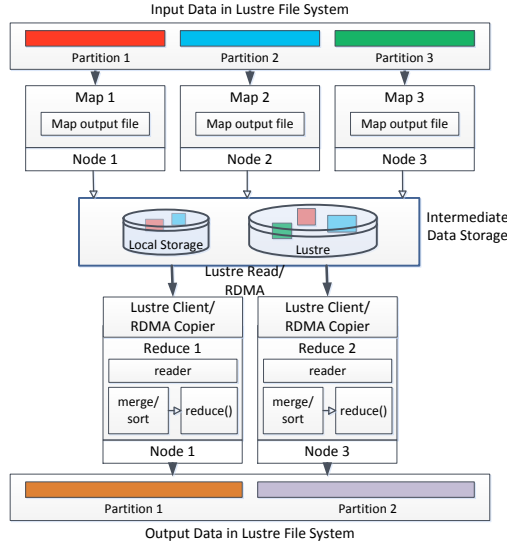 Input Data in Lustre File System
Partition 1 Partition 2 Partition 3
Map 1 Map 2 Map 3
Map output file Map output file Map output file
Node 1 Node 2 Node 3
Intermediate
Data Storage
Local Storage Lustre
Lustre Read/
RDMA
Lustre Client/ Lustre Client/
RDMA Copier RDMA Copier
Reduce 1 Reduce 2
reader reader
merge/ merge/
sort reduce() sort reduce()
Node 1 Node 3
Partition 1 Partition 2
Output Data in Lustre File System